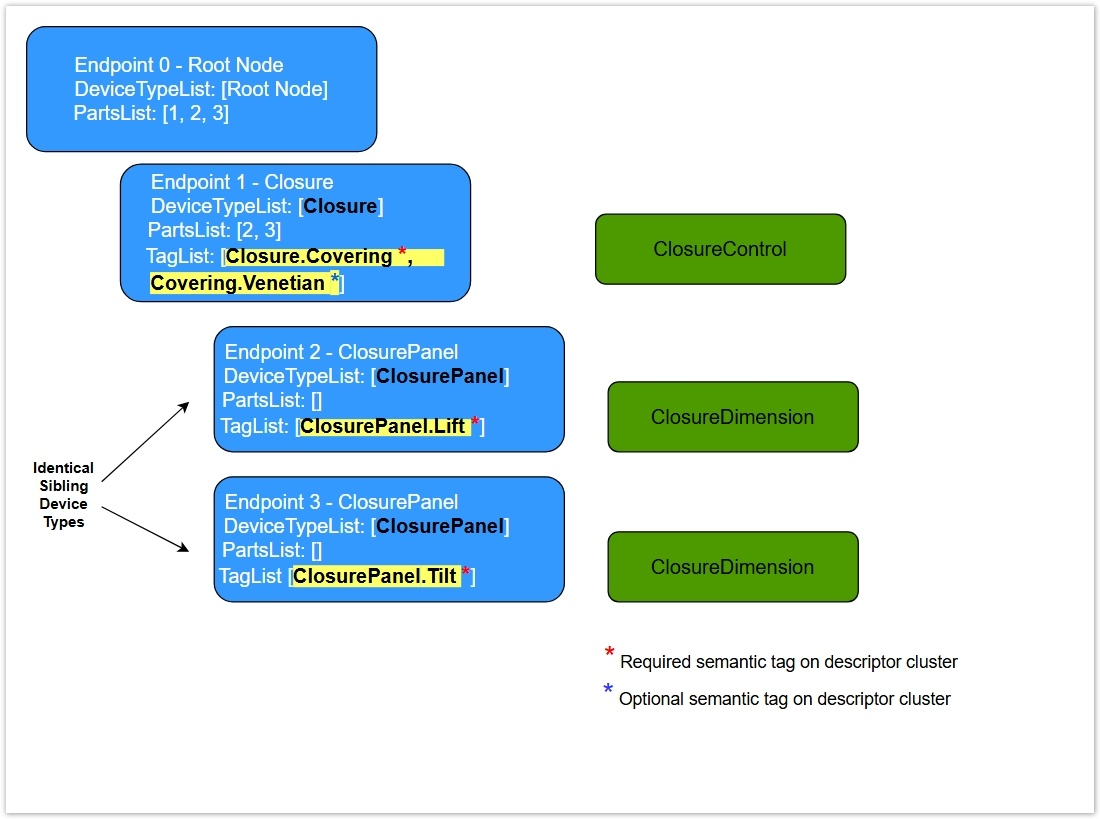 Endpoint 0 - Root Node
DeviceTypeList: [Root Node]
PartsList: [1, 2, 3]
Endpoint 1 - Closure
DeviceTypeList: [Closure]
PartsList: [2, 3]
TagList: [Closure.Covering *,
Covering.Venetian *]
ClosureControl
Endpoint 2 - ClosurePanel
DeviceTypeList: [ClosurePanel]
PartsList: []
TagList: [ClosurePanel.Lift *]
ClosureDimension
Identical
Sibling
Device
Types
Endpoint 3 - ClosurePanel
DeviceTypeList: [ClosurePanel]
PartsList: []
TagList [ClosurePanel.Tilt *]
ClosureDimension
* Required semantic tag on descriptor cluster
* Optional semantic tag on descriptor cluster